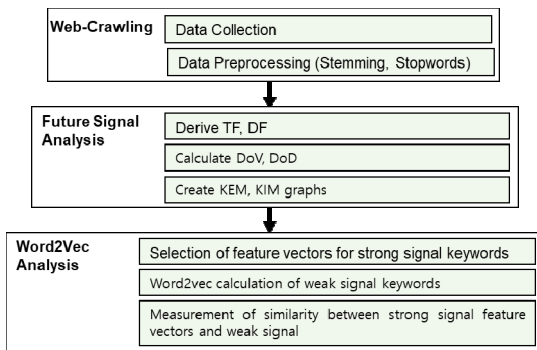 Web-Crawling
Data Collection
Data Preprocessing (Stemming, Stopwords)
Future Signal
Analysis
Derive TF, DF
Calculate DoV, DoD
Create KEM, KIM graphs
Word2Vec
Analysis
Selection of feature vectors for strong signal keywords
Word2vec calculation of weak signal keywords
Measurement of similarity between strong signal feature
vectors and weak signal